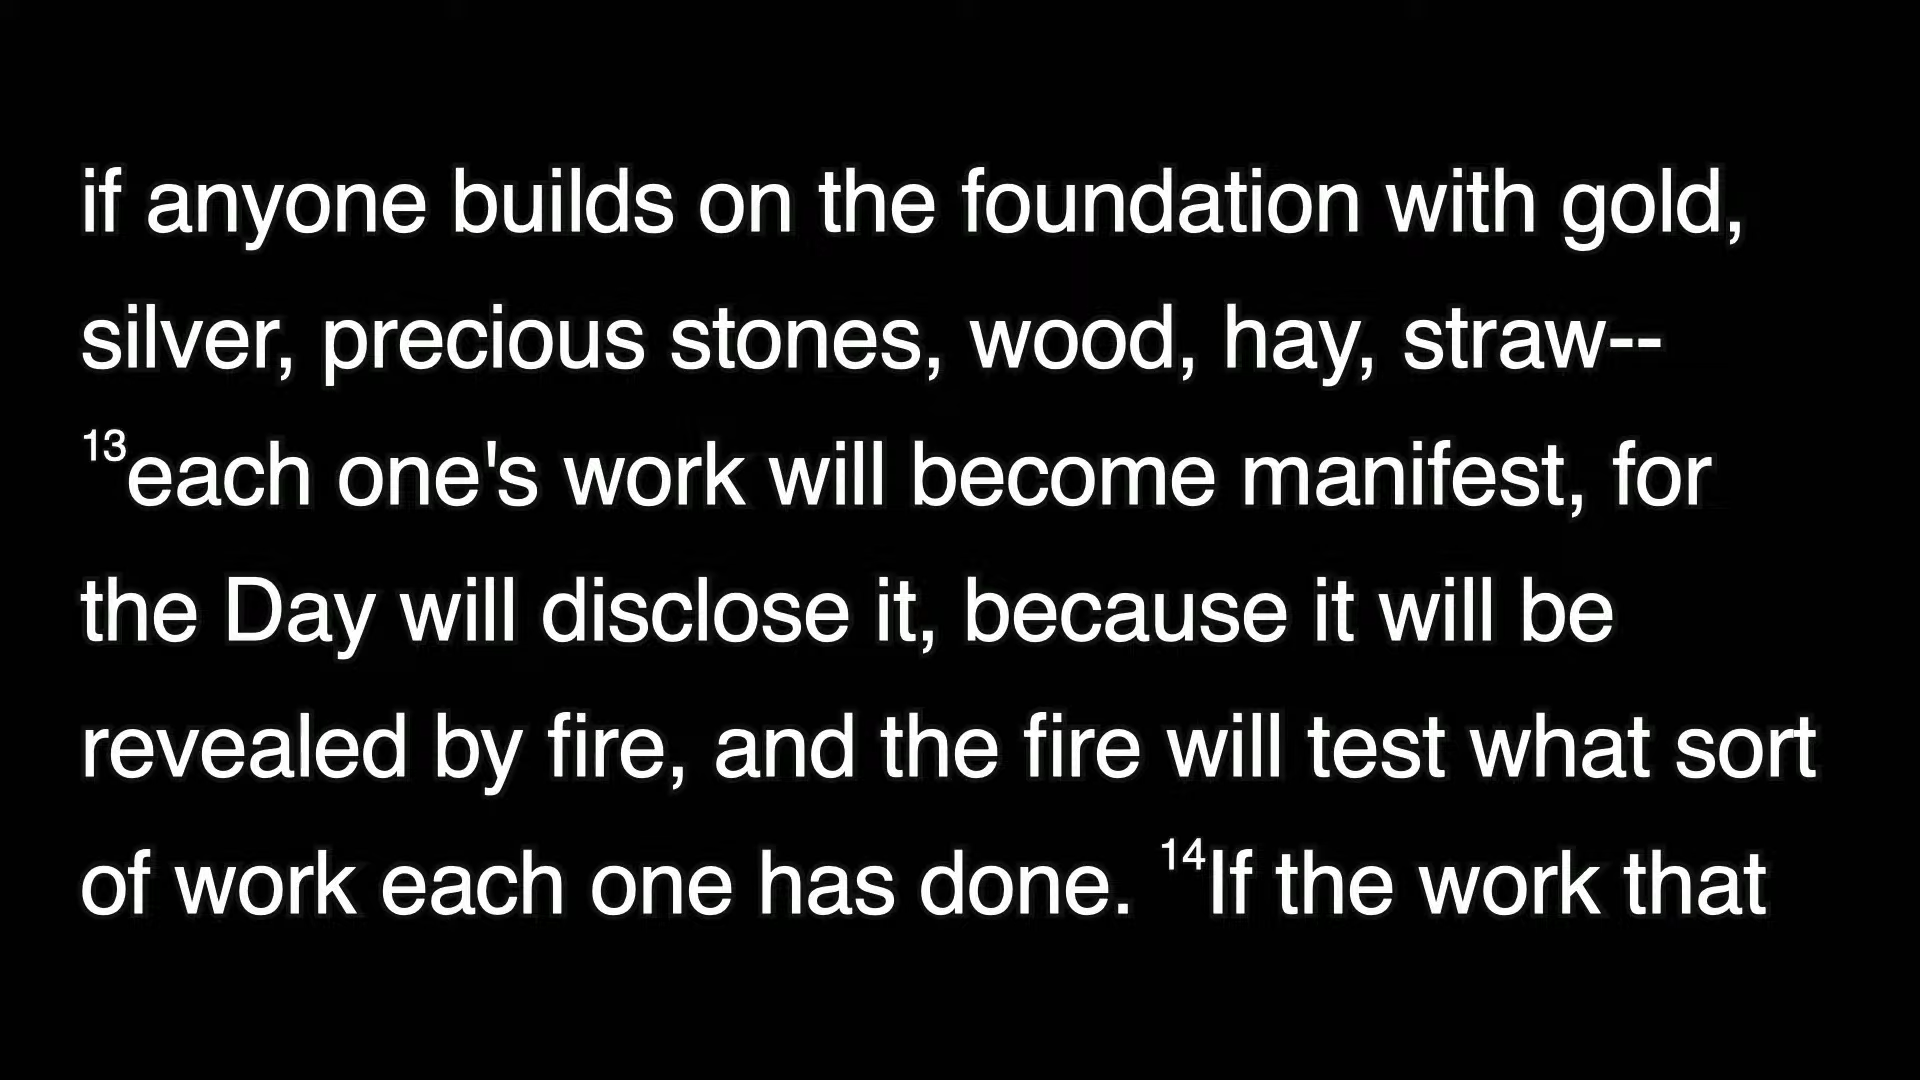 if anyone builds on the foundation with gold,
silver, precious stones, wood, hay, straw--
13each one's work will become manifest, for
the Day will disclose it, because it will be
revealed by fire, and the fire will test what sort
of work each one has done. 14If the work that